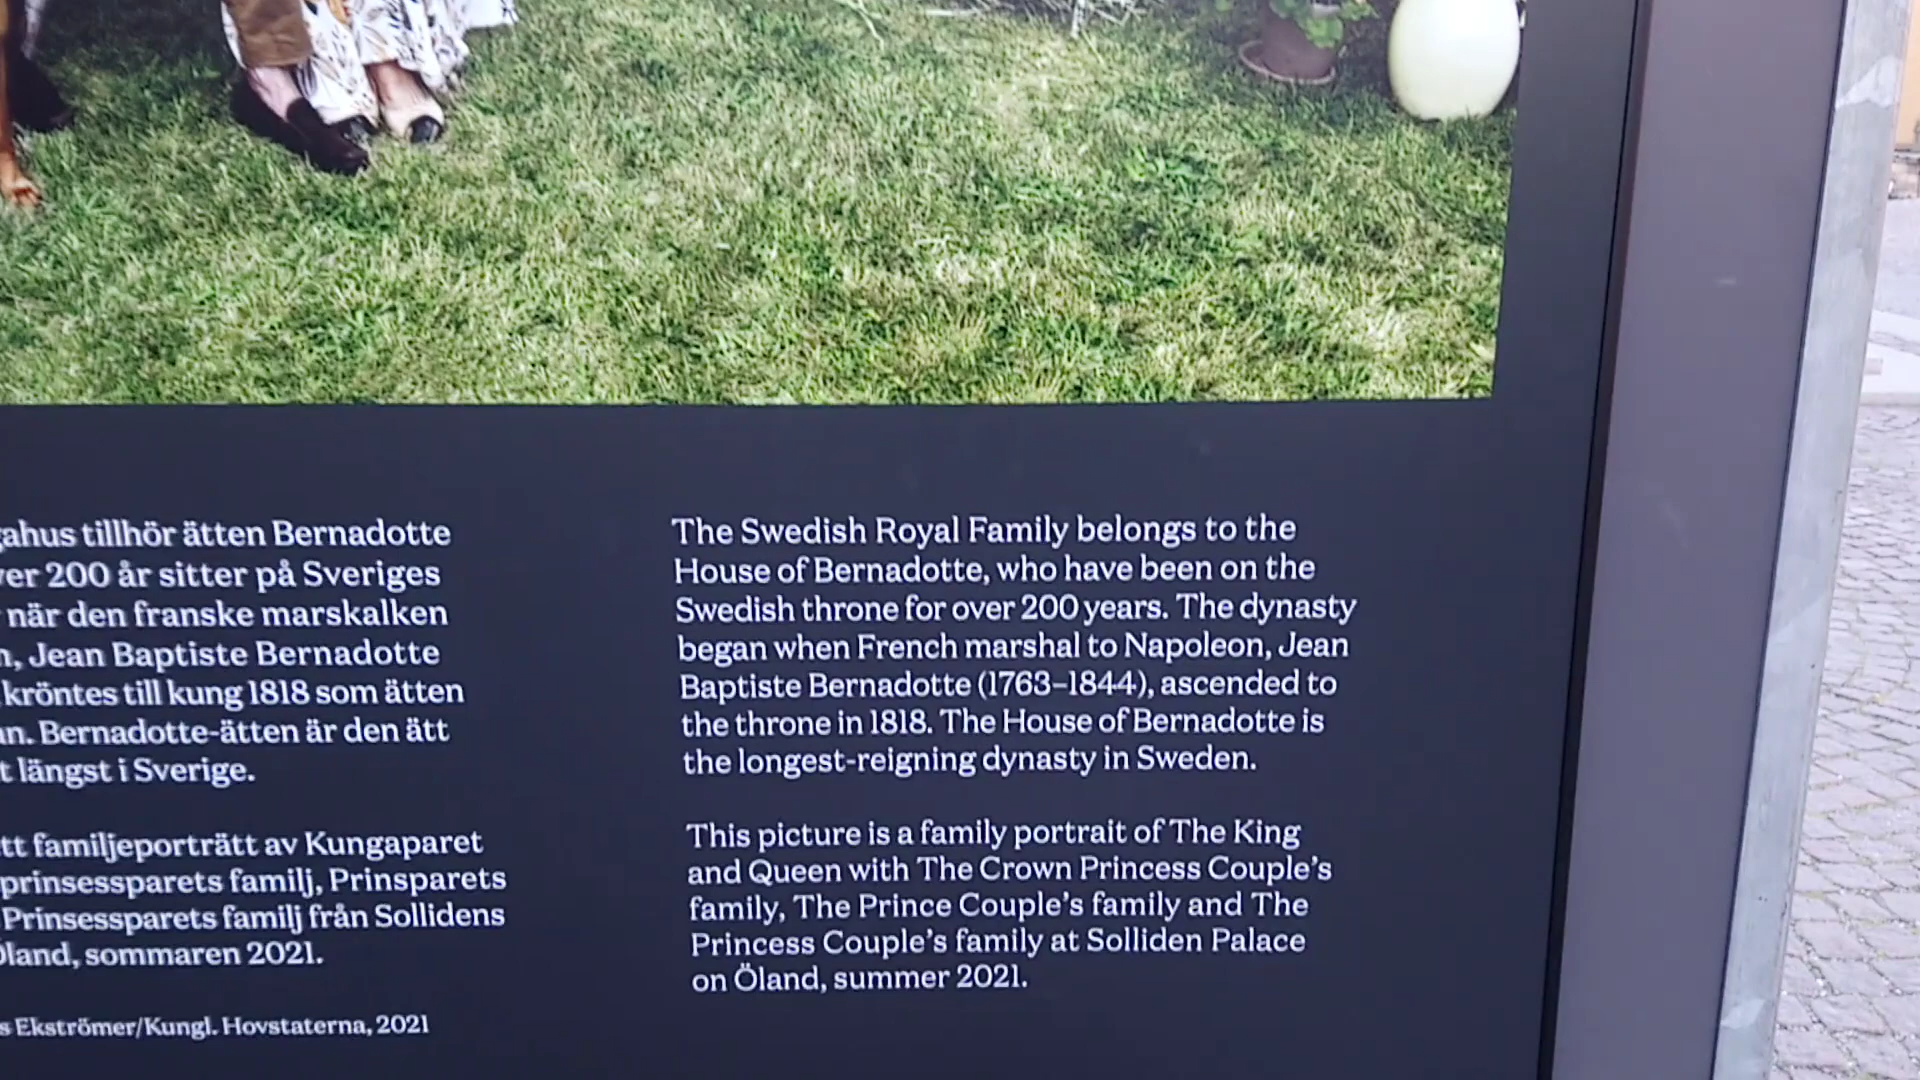 tillhör ätten Bernadotte
200 år sitter på Sveriges
när den franske marskalken
Jean Baptiste Bernadotte
kröntes till kung 1818 som ätten
Bernadotte-ätten är den ätt
längst i Sverige.
familjeporträtt av Kungaparet
familj, Prinsparets
Prinsessparets familj från Sollidens
sommaren 2021.
Ekströmer/Kungl. Hovstaterna, 2021
The Swedish Royal Family belongs to the
House of Bernadotte, who have been on the
Swedish throne for over 200 years. The dynasty
began when French marshal to Napoleon, Jean
Baptiste Bernadotte (1763–1844), ascended to
the throne in 1818. The House of Bernadotte is
the longest-reigning dynasty in Sweden.
This picture is a family portrait of The King
and Queen with The Crown Princess Couple's
family, The Prince Couple's family and The
Princess Couple's family at Solliden Palace
on Öland, summer 2021.